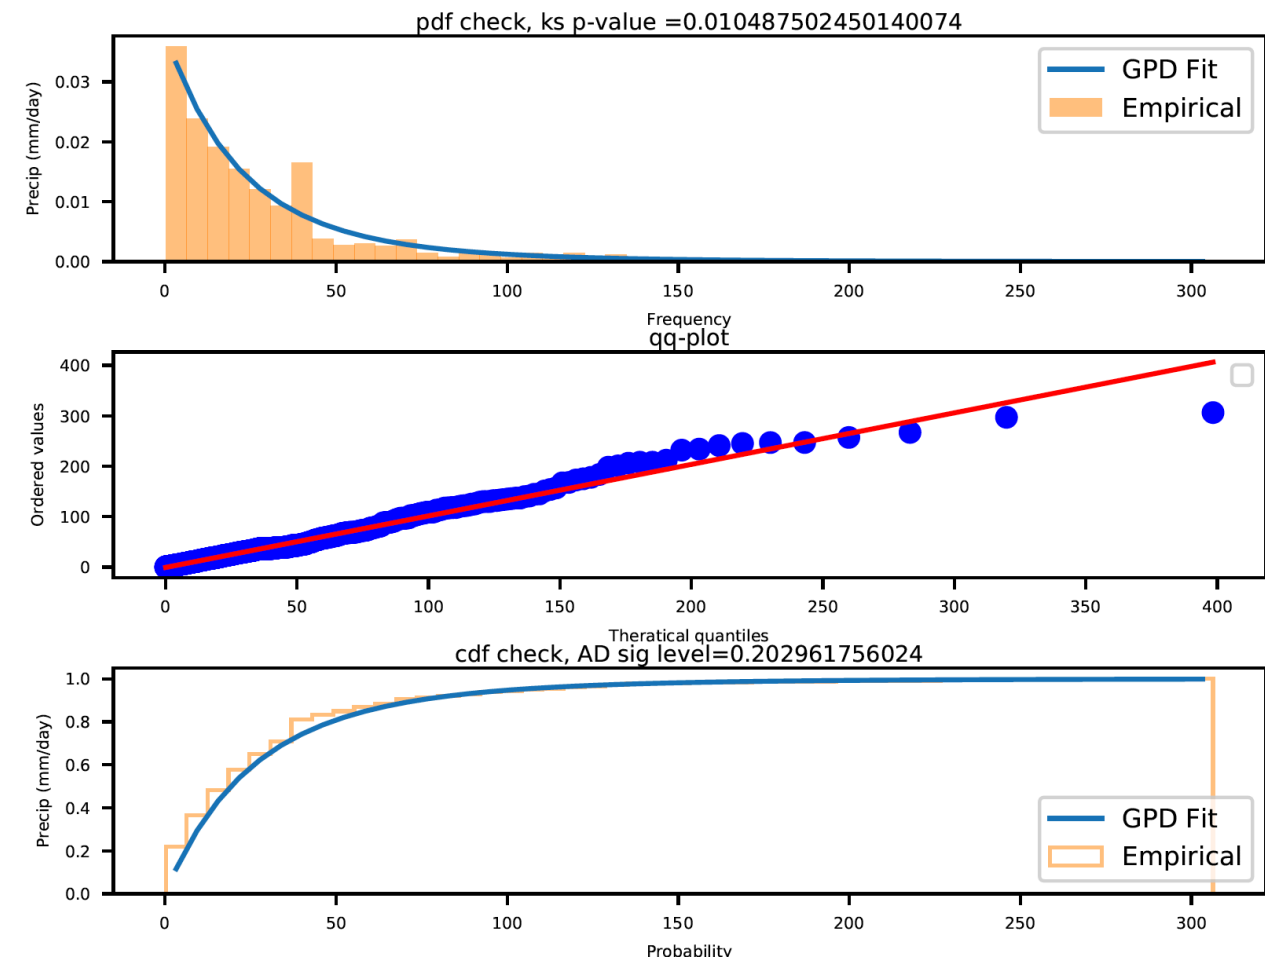 pdf check, ks p-value =0.010487502450140074
Precip (mm/day)
0.03
0.02
0.01
0.00
GPD Fit
Empirical
0 50 100 150 200 250 300
Frequency
qq-plot
Ordered values
400
300
200
100
0
0 50 100 150 200 250 300 350 400
Theratical quantiles
cdf check, AD sig level=0.202961756024
Precip (mm/day)
1.0
0.8
0.6
0.4
0.2
0.0
GPD Fit
Empirical
0 50 100 150 200 250 300
Probability